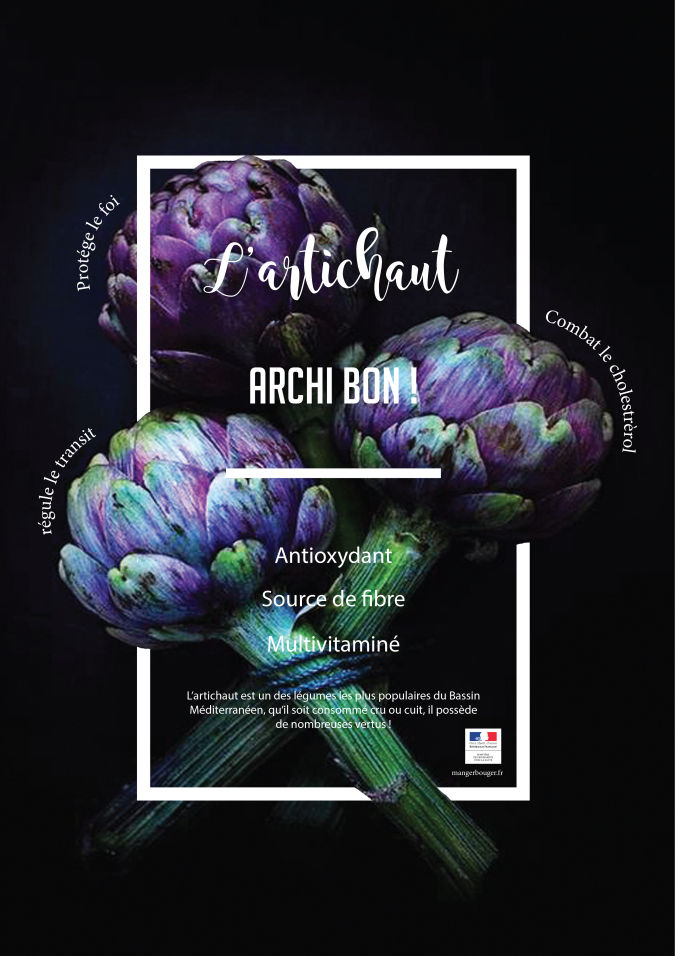 Protége le foi
L'artichaut
Combat le cholestrèrol
ARCHI BON !
régule le transit
Antioxydant
Source de fibre
Multivitaminé
L'artichaut est un des légumes les plus populaires du Bassin
Méditerranéen, qu'il soit consommé cru ou cuit, il possède
de nombreuses vertus !
mangerbouger.fr